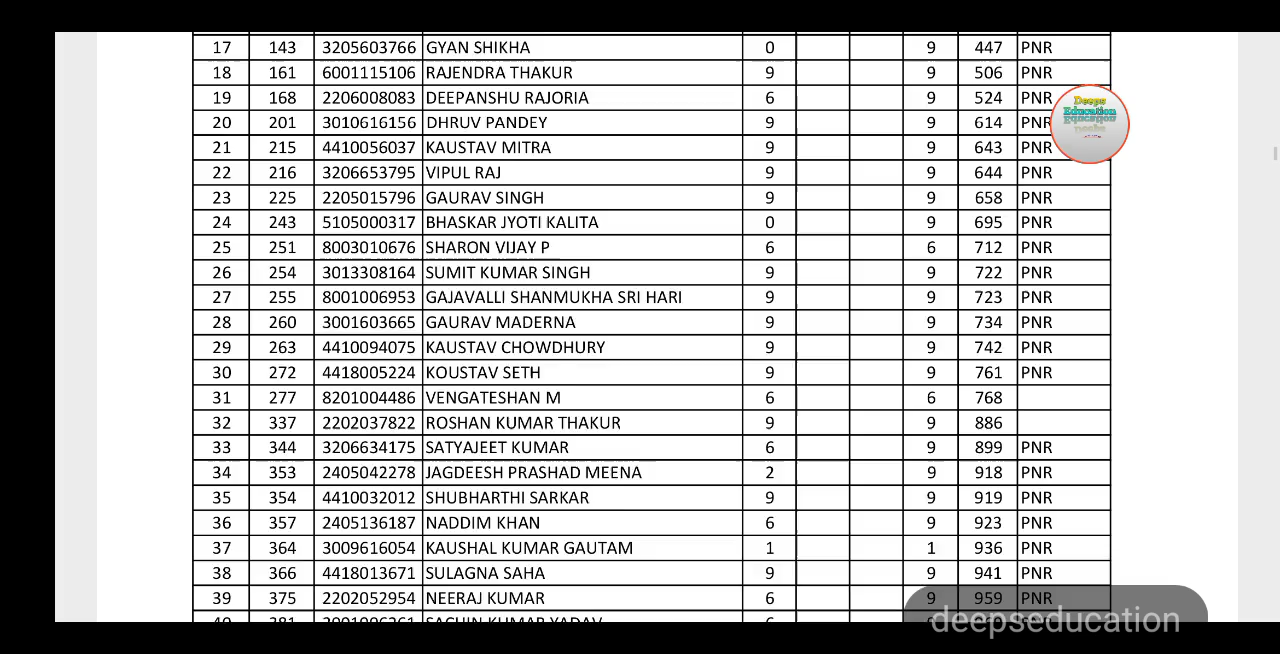 17 143 3205603766 GYAN SHIKHA 0 9 447 PNR
18 161 6001115106 RAJENDRA THAKUR 9 9 506 PNR
19 168 2206008083 DEEPANSHU RAJORIA 6 9 524 PNR
20 201 3010619156 DHRUV PANDEY 9 9 614 PNR
21 215 4410056037 KAUSTAV MITRA 9 9 643 PNR
22 216 3206653795 VIPUL RAJ 9 9 644 PNR
23 225 2205015796 GAURAV SINGH 9 9 658 PNR
24 243 5105000317 BHASKAR JYOTI KALITA 0 9 695 PNR
25 251 8003010676 SHARON VIJAY P 6 6 712 PNR
26 254 3013308164 SUMIT KUMAR SINGH 9 9 722 PNR
27 255 8001006953 GAJAVALLI SHANMUKHA SRI HARI 9 9 723 PNR
28 260 3001603665 GAURAV MADERNA 9 9 734 PNR
29 263 4410094075 KAUSTAV CHOWDHURY 9 9 742 PNR
30 272 4418005224 KOUSTAV SETH 9 9 761 PNR
31 277 8201004486 VENGATESHAN M 6 6 768
32 337 2202037822 ROSHAN KUMAR THAKUR 9 9 886
33 344 3206634175 SATYAJEET KUMAR 6 9 899 PNR
34 353 2405042278 JAGDEESH PRASHAD MEENA 2 9 918 PNR
35 354 4410032012 SHUBHARTHI SARKAR 9 9 919 PNR
36 357 2405136187 NADDIM KHAN 6 9 923 PNR
37 364 3009616054 KAUSHAL KUMAR GAUTAM 1 1 936 PNR
38 366 4418013671 SULAGNA SAHA 9 9 941 PNR
39 375 2202052954 NEERAJ KUMAR 6 9 959 PNR
SACHIN KUMAR YADAV
Deeps
Education
deepseducation